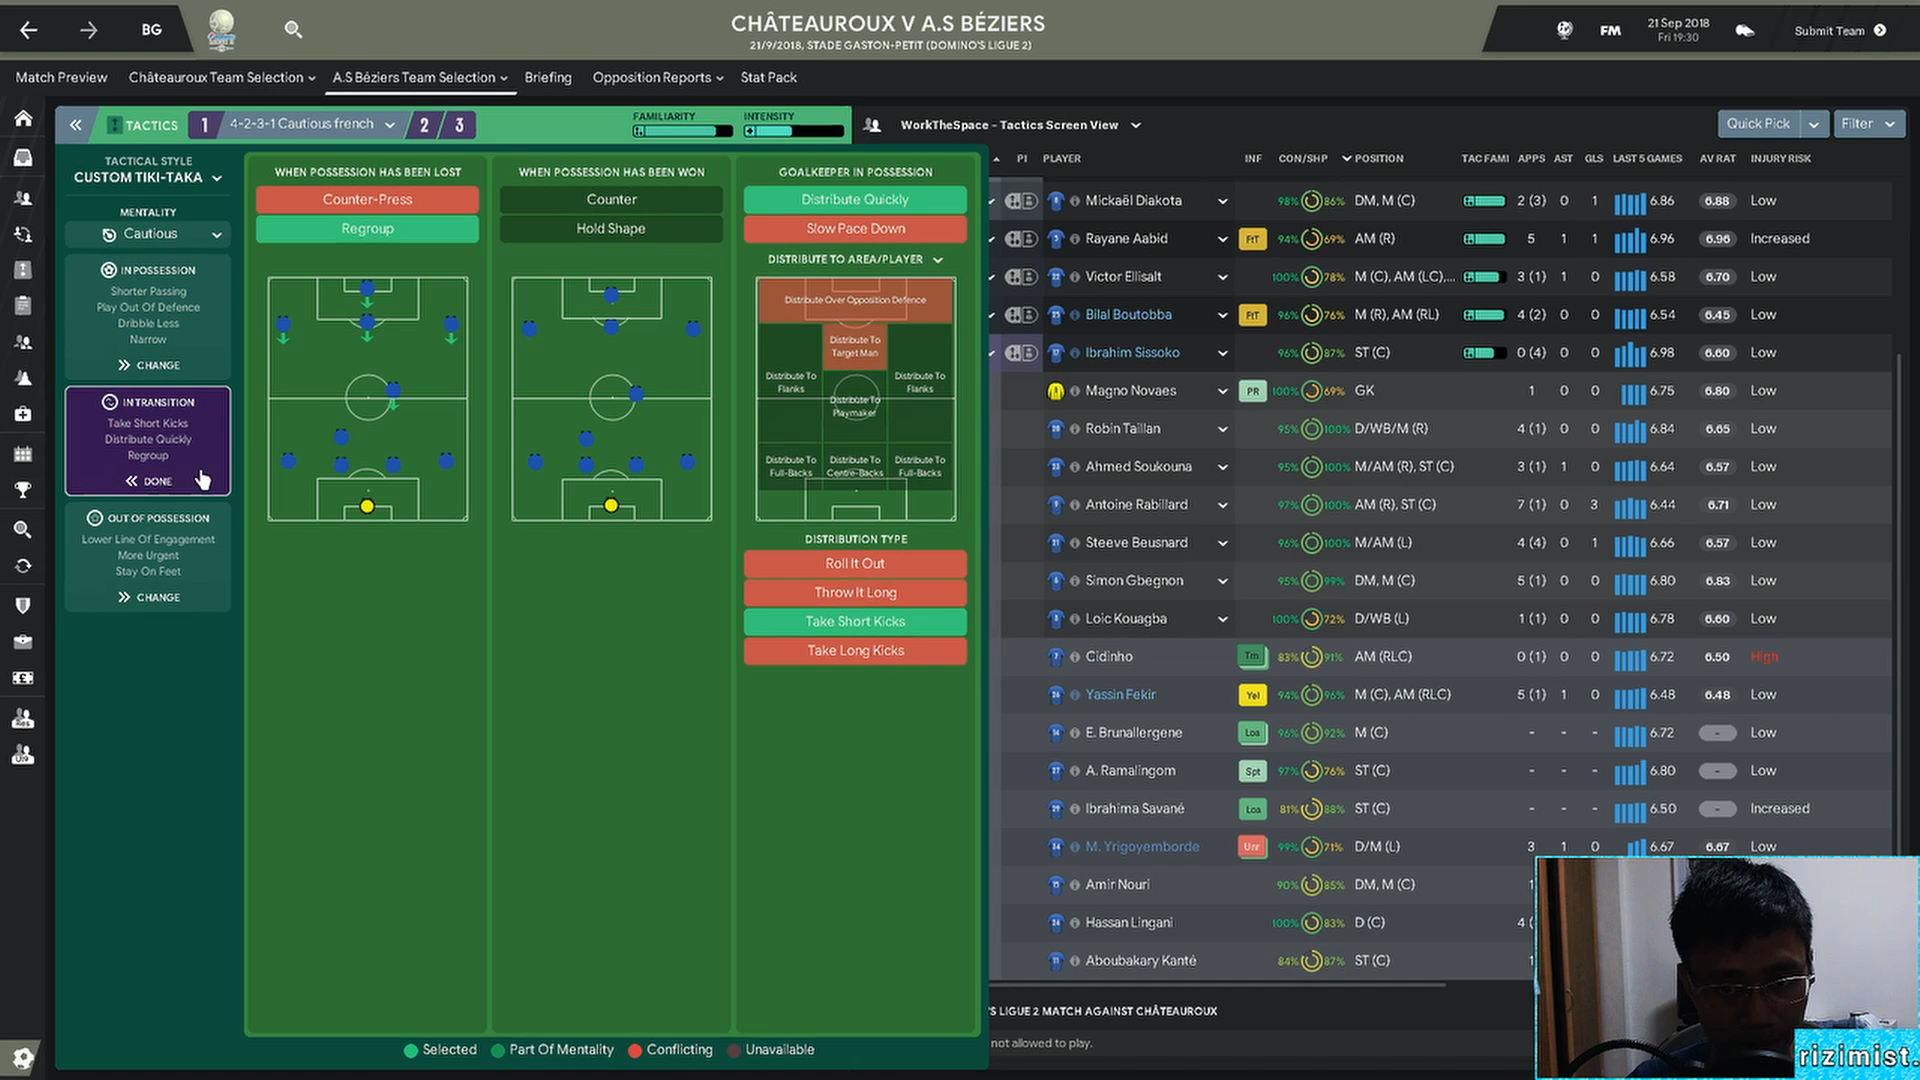 BG
CHÂTEAUROUX V A.S BÉZIERS
21/9/2018, STADE GASTON-PETIT (DOMINO'S LIGUE 2)
FM
21 Sep 2018
Fri 19:30
Submit Team
Match Preview
Châteauroux Team Selection
A.S Béziers Team Selection
Briefing
Opposition Reports
Stat Pack
TACTICS
1
4-2-3-1 Cautious french
2
3
FAMILIARITY
INTENSITY
WorkTheSpace - Tactics Screen View
Quick Pick
Filter
TACTICAL STYLE
CUSTOM TIKI-TAKA
MENTALITY
Cautious
IN POSSESSION
Shorter Passing
Play Out Of Defence
Dribble Less
Narrow
CHANGE
IN TRANSITION
Take Short Kicks
Distribute Quickly
Regroup
DONE
OUT OF POSSESSION
Lower Line Of Engagement
More Urgent
Stay On Feet
CHANGE
WHEN POSSESSION HAS BEEN LOST
Counter-Press
Regroup
WHEN POSSESSION HAS BEEN WON
Counter
Hold Shape
GOALKEEPER IN POSSESSION
Distribute Quickly
Slow Pace Down
DISTRIBUTE TO AREA/PLAYER
Distribute Over Opposition Defence
Distribute To Target Man
Distribute To Flanks
Distribute To Flanks
Distribute To Playmaker
Distribute To Full-Backs
Distribute To Centre-Backs
Distribute To Full-Backs
DISTRIBUTION TYPE
Roll It Out
Throw It Long
Take Short Kicks
Take Long Kicks
Selected
Part Of Mentality
Conflicting
Unavailable
PI PLAYER INF CON/SHP POSITION TAC FAMI APPS AST GLS LAST 5 GAMES AV RAT INJURY RISK
Mickaël Diakota 98% 86% DM, M (C) 2 (3) 0 1 6.86 6.88 Low
Rayane Aabid FtT 94% 69% AM (R) 5 1 1 6.96 6.96 Increased
Victor Ellisalt 100% 78% M (C), AM (LC),... 3 (1) 1 0 6.58 6.70 Low
Bilal Boutobba FtT 96% 76% M (R), AM (RL) 4 (2) 0 0 6.54 6.45 Low
Ibrahim Sissoko 96% 87% ST (C) 0 (4) 0 0 6.98 6.60 Low
Magno Novaes PR 100% 69% GK 1 0 0 6.75 6.80 Low
Robin Taillan 95% 100% D/WB/M (R) 4 (1) 0 0 6.84 6.65 Low
Ahmed Soukouna 95% 100% M/AM (R), ST (C) 3 (1) 1 0 6.64 6.57 Low
Antoine Rabillard 97% 100% AM (R), ST (C) 7 (1) 0 3 6.44 6.71 Low
Steeve Beusnard 96% 100% M/AM (L) 4 (4) 0 1 6.66 6.57 Low
Simon Gbegnon 95% 99% DM, M (C) 5 (1) 0 0 6.80 6.83 Low
Loic Kouagba 100% 72% D/WB (L) 1 (1) 0 0 6.78 6.60 Low
Cidinho Trn 83% 91% AM (RLC) 0 (1) 0 0 6.72 6.50 High
Yassin Fekir Yel 94% 96% M (C), AM (RLC) 5 (1) 1 0 6.48 6.48 Low
E. Brunallergene Loa 96% 92% M (C) - - - 6.72 - Low
A. Ramalingom Spt 97% 76% ST (C) - - - 6.80 - Low
Ibrahima Savané Loa 81% 88% ST (C) - - - 6.50 - Increased
M. Yrigoyemborde Unr 99% 71% D/M (L) 3 1 0 6.67 6.67 Low
Amir Nouri 90% 85% DM, M (C)
Hassan Lingani 100% 83% D (C) 4
Aboubakary Kanté 84% 87% ST (C)
'S LIGUE 2 MATCH AGAINST CHÂTEAUROUX
not allowed to play.
rizimist.